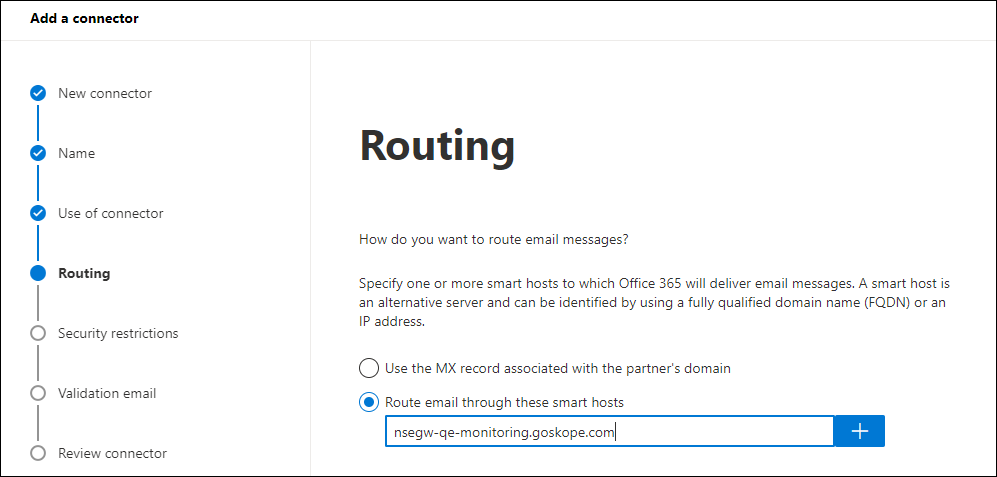 Add a connector
New connector
Name
Use of connector
Routing
Security restrictions
Validation email
Review connector
Routing
How do you want to route email messages?
Specify one or more smart hosts to which Office 365 will deliver email messages. A smart host is
an alternative server and can be identified by using a fully qualified domain name (FQDN) or an
IP address.
Use the MX record associated with the partner's domain
Route email through these smart hosts
nsegw-qe-monitoring.goskope.com